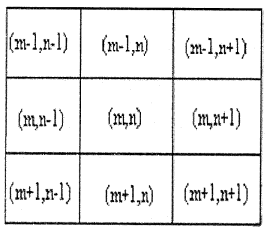 (m-1,n-1) (m-1,n) (m-1,n+1)
(m,n-1) (m,n) (m,n+1)
(m+1,n-1) (m+1,n) (m+1,n+1)